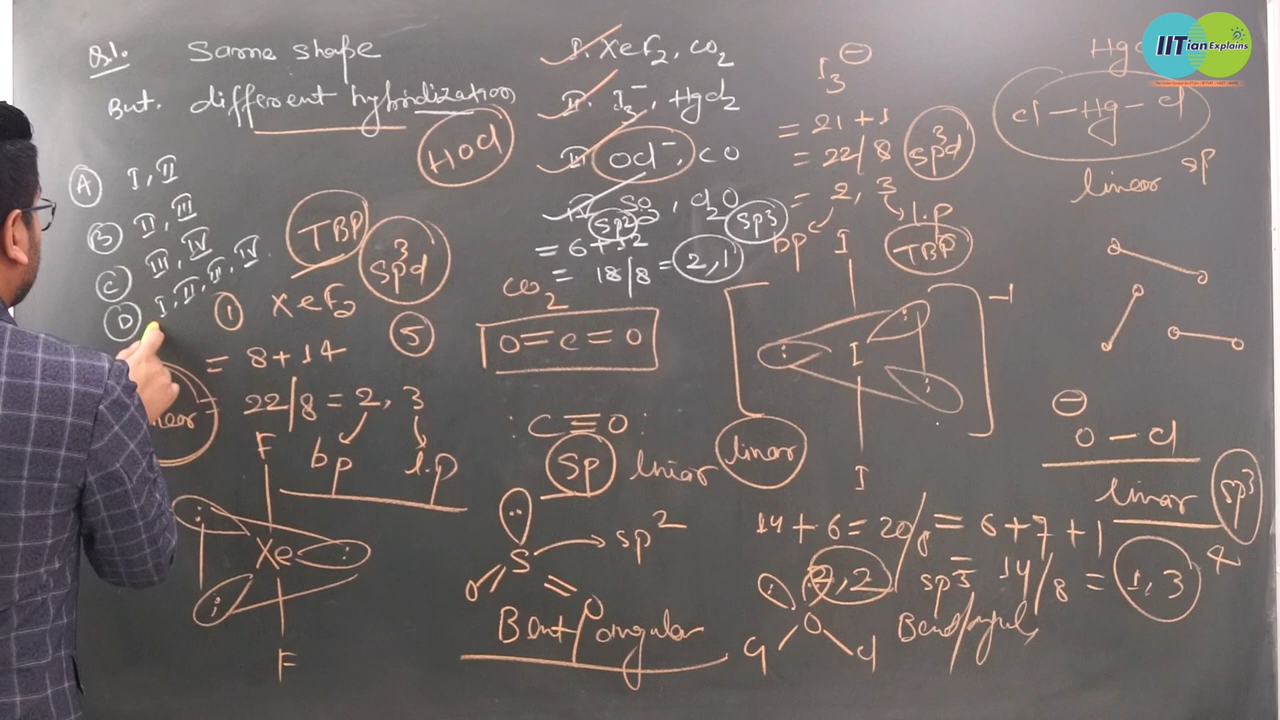 IITian Explains
Q1. Same shape
But. different hybridization
I. XeF2, CO2
II. I3−, HgCl2
III OCl−, CO
IV SO2, Cl2O
sp2 sp3
= 6+12
= 18/8 = 2,1
HOCl
A I, II
B II, III
C III, IV
D I, II, III, IV.
TBP
sp3d
5
1 XeF2
= 8+14
22/8 = 2, 3
bp l.p
F
Xe
F
CO2
O=C=O
:C≡O:
sp linear
S → sp2
O O
Bent/angular
I3 −
= 21+1
= 22/8 sp3d
= 2, 3
bp l.p
TBP
I
I
I
−1
linear
Hg
Cl−Hg−Cl
linear sp
−
O−Cl
linear sp3
14+6=20/8
2,2 sp3
O
Cl Cl
= 6+7+1
14/8 = 1,3